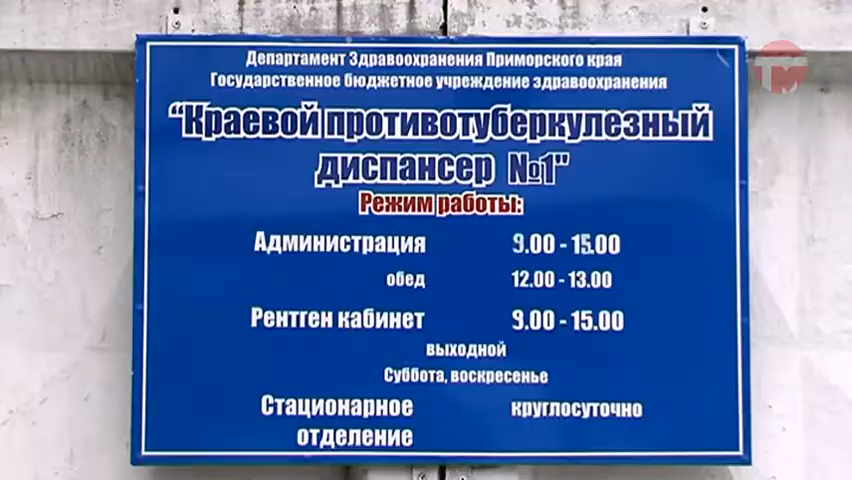 Департамент Здравоохранения Приморского края
Государственное бюджетное учреждение здравоохранения
“Краевой противотуберкулезный
диспансер №1"
Режим работы:
Администрация 9.00 - 15.00
обед 12.00 - 13.00
Рентген кабинет 9.00 - 15.00
выходной
Суббота, воскресенье
Стационарное круглосуточно
отделение
ТМ